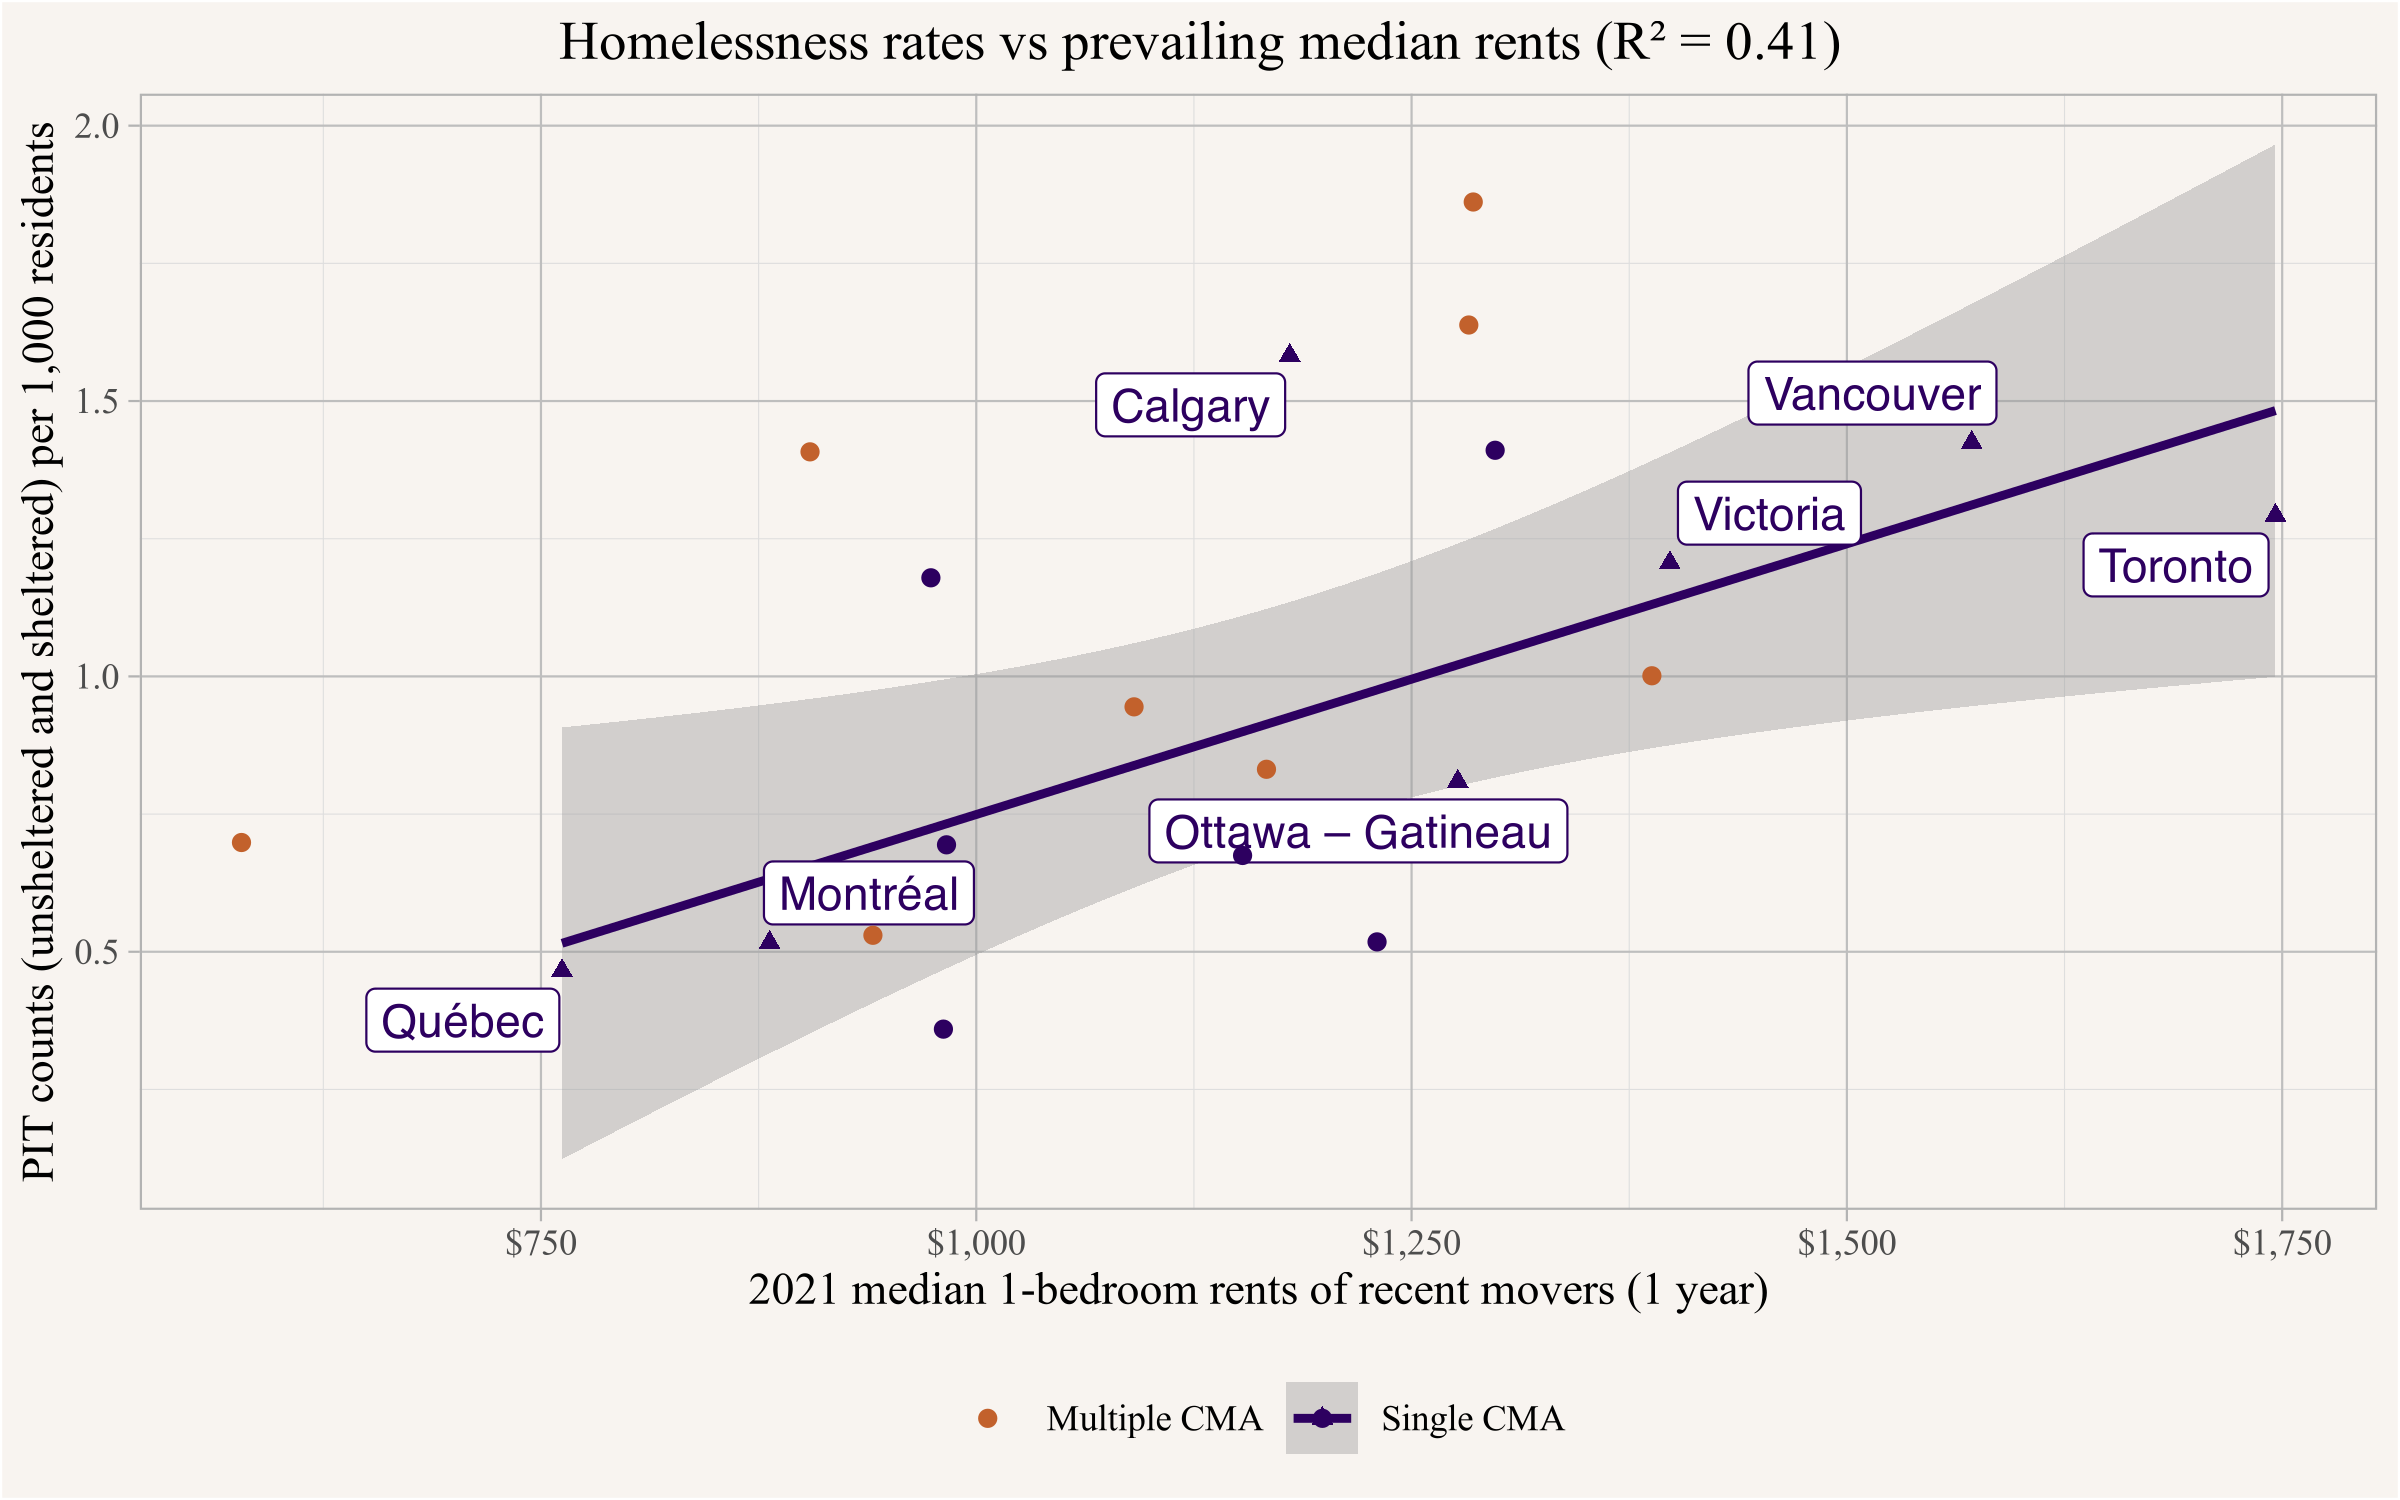 Homelessness rates vs prevailing median rents (R² = 0.41)
PIT counts (unsheltered and sheltered) per 1,000 residents
2.0
1.5
1.0
0.5
Calgary
Vancouver
Victoria
Toronto
Ottawa – Gatineau
Montréal
Québec
$750 $1,000 $1,250 $1,500 $1,750
2021 median 1-bedroom rents of recent movers (1 year)
Multiple CMA Single CMA